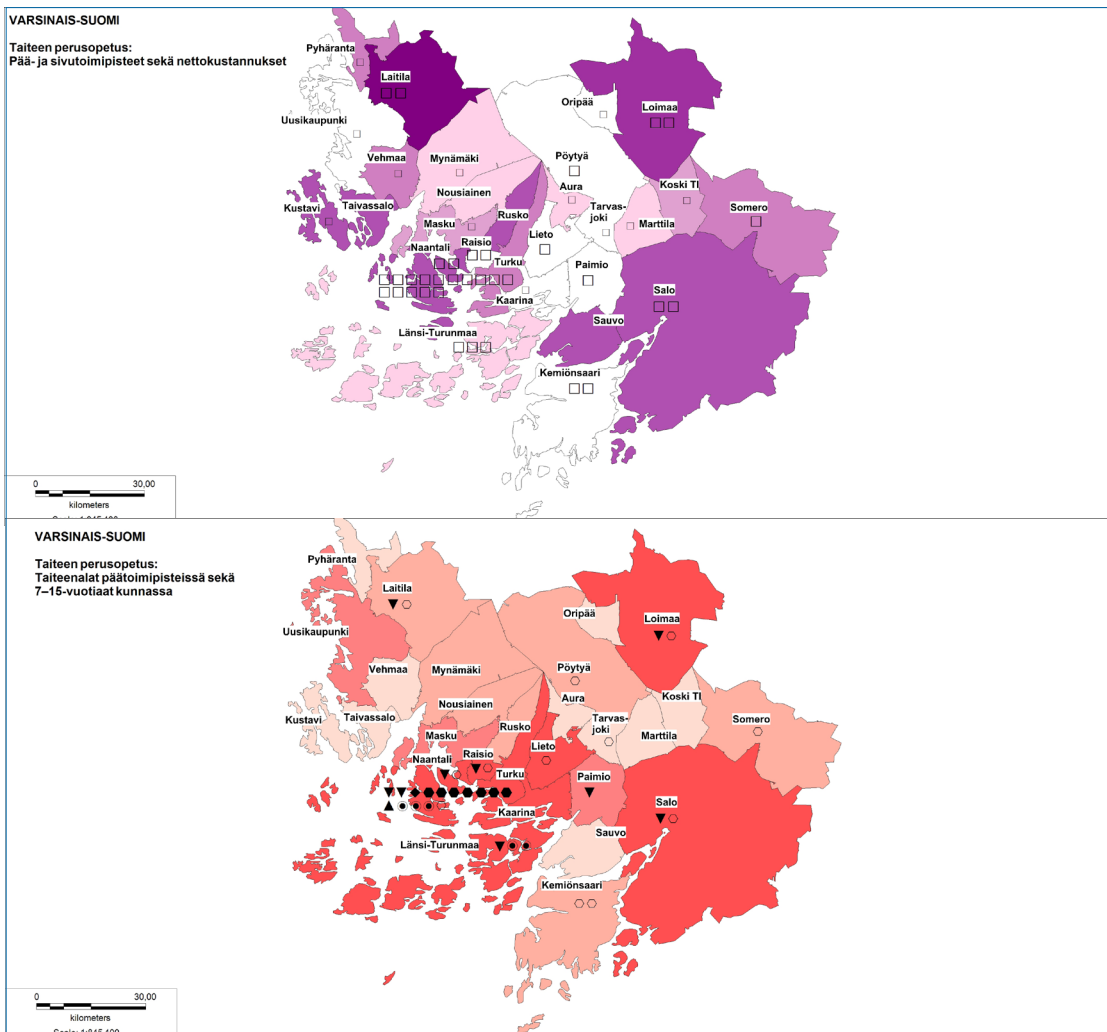 VARSINAIS-SUOMI
Taiteen perusopetus:
Pää- ja sivutoimipisteet sekä nettokustannukset
Pyhäranta
Laitila
Uusikaupunki
Oripää
Loimaa
Vehmaa
Mynämäki
Pöytyä
Nousiainen
Aura
Koski Tl
Kustavi
Taivassalo
Masku
Rusko
Tarvas-
joki
Marttila
Somero
Naantali
Raisio
Lieto
Turku
Paimio
Kaarina
Salo
Sauvo
Länsi-Turunmaa
Kemiönsaari
0 30,00
kilometers
VARSINAIS-SUOMI
Taiteen perusopetus:
Taiteenalat päätoimipisteissä sekä
7–15-vuotiaat kunnassa
Pyhäranta
Laitila
Uusikaupunki
Oripää
Loimaa
Vehmaa
Mynämäki
Pöytyä
Nousiainen
Aura
Koski Tl
Kustavi
Taivassalo
Masku
Rusko
Tarvas-
joki
Marttila
Somero
Naantali
Raisio
Lieto
Turku
Paimio
Kaarina
Salo
Sauvo
Länsi-Turunmaa
Kemiönsaari
0 30,00
kilometers